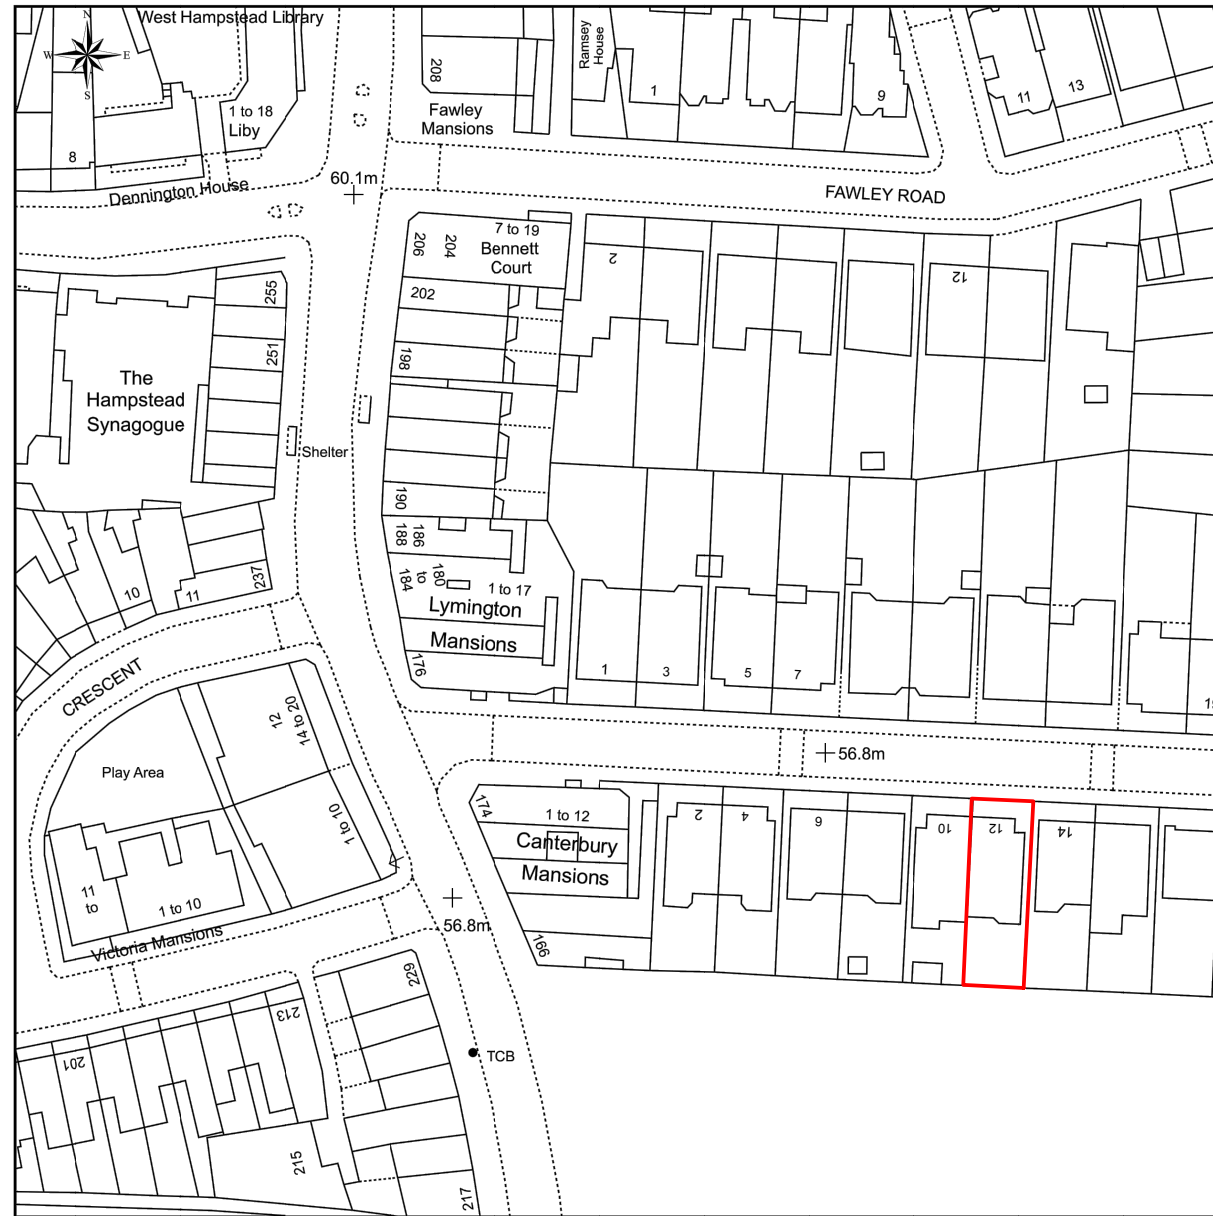 West Hampstead Library
N
W
E
S
208
Fawley
Mansions
Ramsey
House
1
9
11
13
1 to 18
Liby
8
Dennington House
60.1m
FAWLEY ROAD
206
204
7 to 19
Bennett
Court
2
12
202
255
251
198
The
Hampstead
Synagogue
Shelter
190
188
186
184
to
180
1 to 17
Lymington
Mansions
176
10
11
237
1
3
5
7
CRESCENT
12
14 to 20
Play Area
1 to 10
56.8m
174
1 to 12
Canterbury
Mansions
2
4
6
10
12
14
11
to
1 to 10
Victoria Mansions
56.8m
166
229
213
201
TCB
215
217